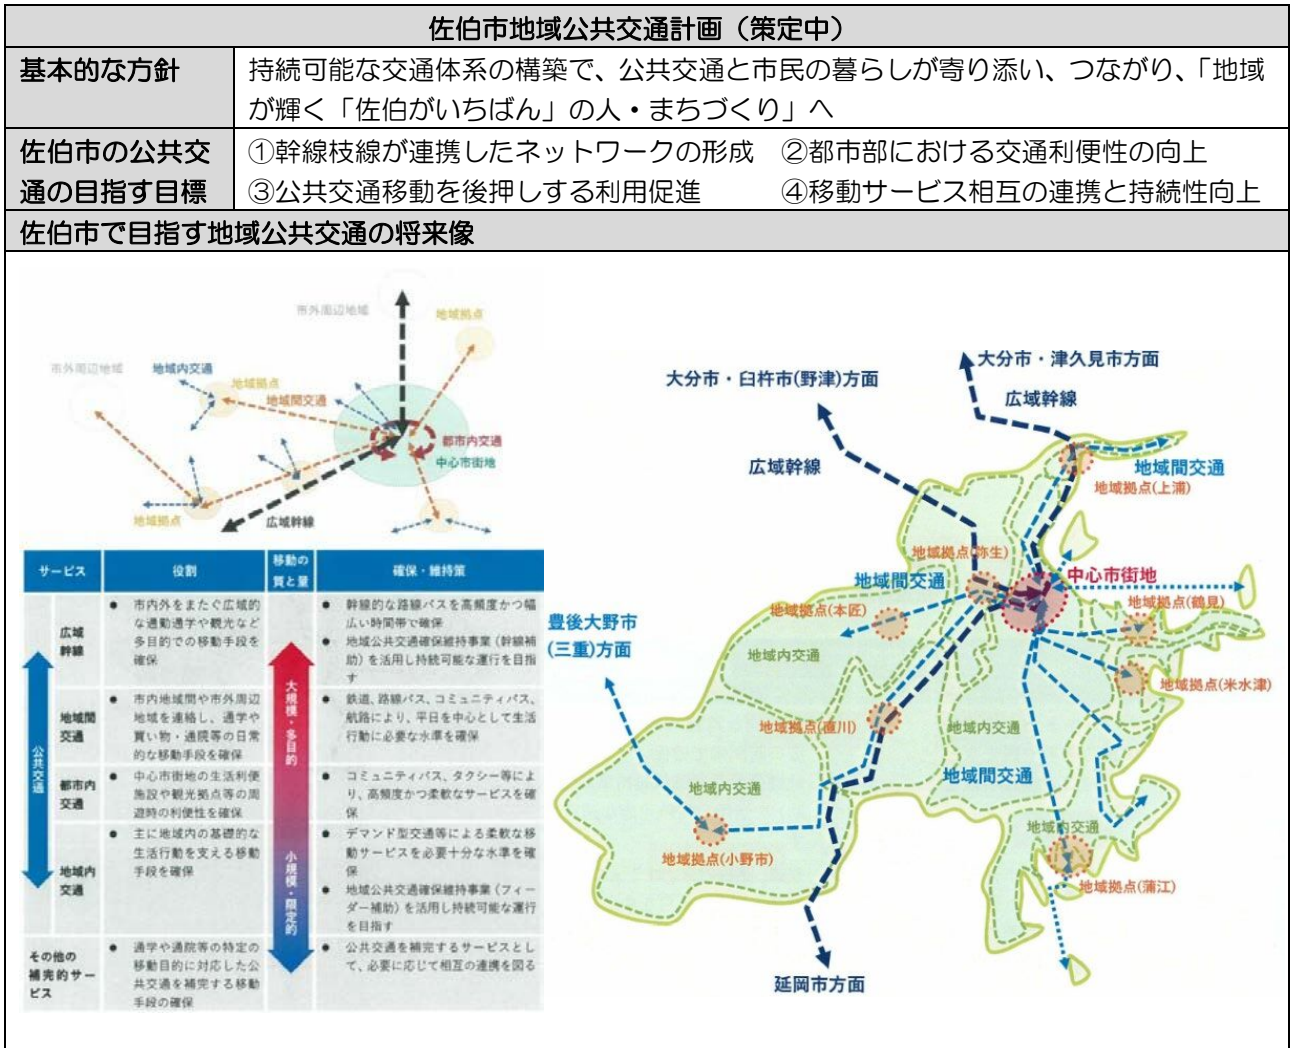 佐伯市地域公共交通計画（策定中）
基本的な方針
持続可能な交通体系の構築で、公共交通と市民の暮らしが寄り添い、つながり、「地域
が輝く「佐伯がいちばん」の人・まちづくり」へ
佐伯市の公共交
通の目指す目標
①幹線枝線が連携したネットワークの形成　②都市部における交通利便性の向上
③公共交通移動を後押しする利用促進　④移動サービス相互の連携と持続性向上
佐伯市で目指す地域公共交通の将来像
市外周辺地域
地域拠点
市外周辺地域
地域内交通
地域拠点
地域間交通
都市内交通
中心市街地
地域拠点
広域幹線
サービス
役割
移動の
質と量
確保・維持策
公共交通
広域
幹線
● 市内外をまたぐ広域的
な通勤通学や観光など
多目的での移動手段を
確保
● 幹線的な路線バスを高頻度かつ幅
広い時間帯で確保
● 地域公共交通確保維持事業（幹線補
助）を活用し持続可能な運行を目指
す
地域間
交通
● 市内地域間や市外周辺
地域を連絡し、通学や
買い物・通院等の日常
的な移動手段を確保
● 鉄道、路線バス、コミュニティバス、
航路により、平日を中心として生活
行動に必要な水準を確保
都市内
交通
● 中心市街地の生活利便
施設や観光拠点等の周
遊時の利便性を確保
● コミュニティバス、タクシー等によ
り、高頻度かつ柔軟なサービスを確
保
地域内
交通
● 主に地域内の基礎的な
生活行動を支える移動
手段を確保
● デマンド型交通等による柔軟な移
動サービスを必要十分な水準を確
保
● 地域公共交通確保維持事業（フィー
ダー補助）を活用し持続可能な運行
を目指す
その他の
補完的サー
ビス
● 通学や通院等の特定の
移動目的に対応した公
共交通を補完する移動
手段の確保
● 公共交通を補完するサービスとし
て、必要に応じて相互の連携を図る
大規模・多目的
小規模・限定的
大分市・津久見市方面
大分市・臼杵市(野津)方面
広域幹線
広域幹線
地域間交通
地域拠点(上浦)
地域拠点(弥生)
中心市街地
地域間交通
地域拠点(鶴見)
地域拠点(本匠)
豊後大野市
(三重)方面
地域内交通
地域拠点(米水津)
地域拠点(直川)
地域内交通
地域間交通
地域内交通
地域内交通
地域拠点(小野市)
地域拠点(蒲江)
延岡市方面